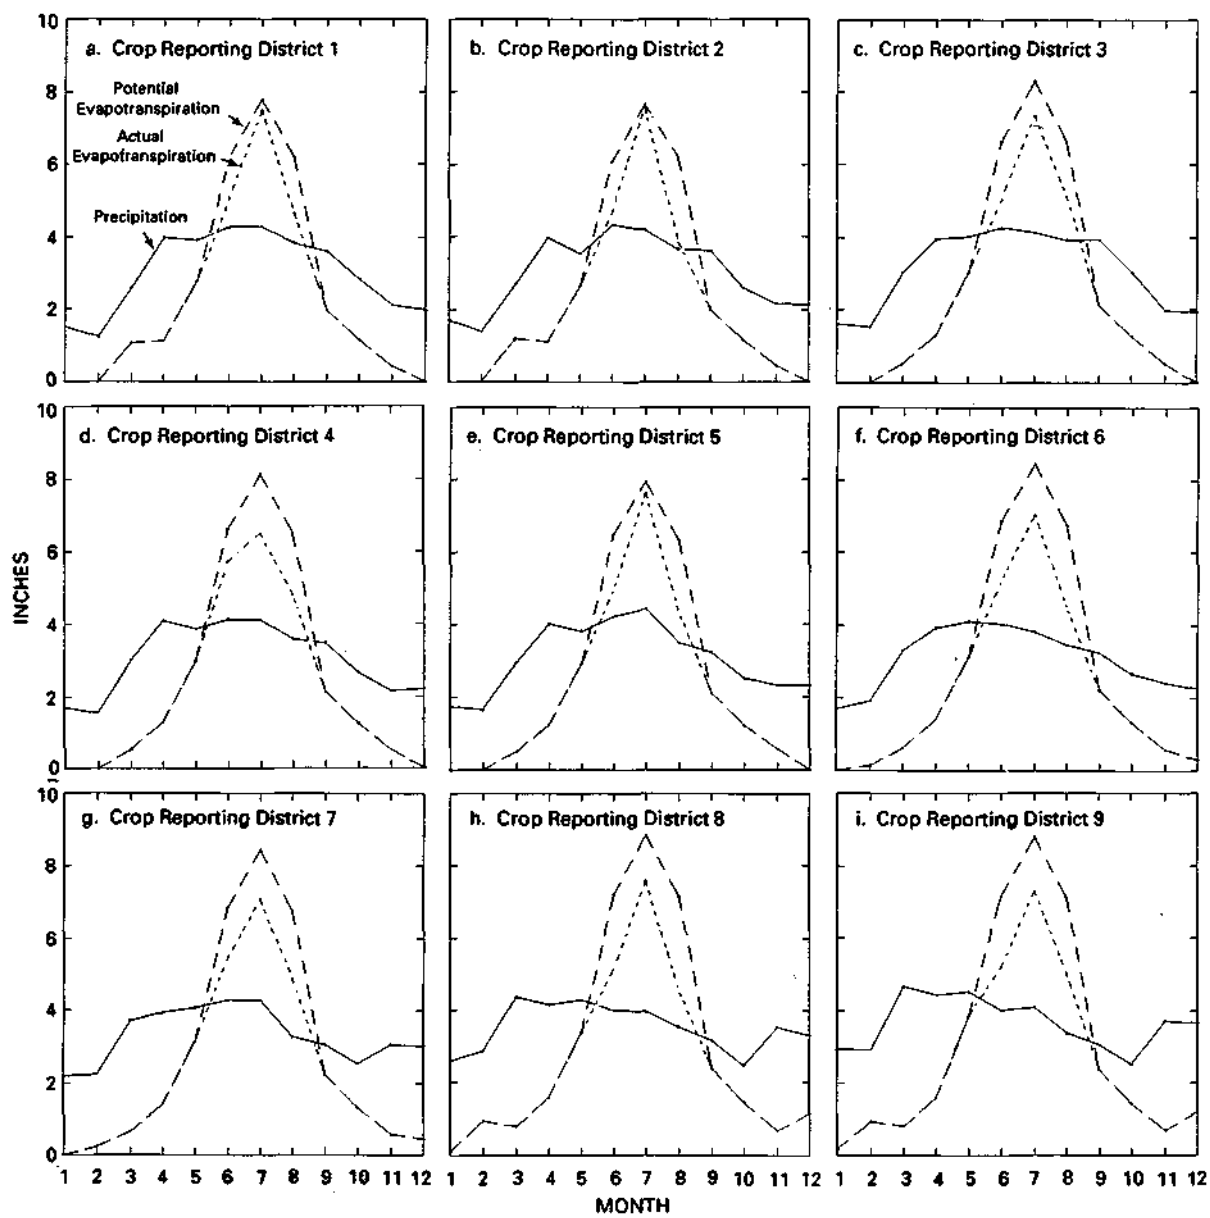 a. Crop Reporting District 1
b. Crop Reporting District 2
c. Crop Reporting District 3
Potential
Evapotranspiration
Actual
Evapotranspiration
Precipitation
10
8
6
4
2
0
d. Crop Reporting District 4
e. Crop Reporting District 5
f. Crop Reporting District 6
10
8
6
4
2
0
INCHES
g. Crop Reporting District 7
h. Crop Reporting District 8
i. Crop Reporting District 9
10
8
6
4
2
0
1 2 3 4 5 6 7 8 9 10 11 12
1 2 3 4 5 6 7 8 9 10 11 12
1 2 3 4 5 6 7 8 9 10 11 12
MONTH